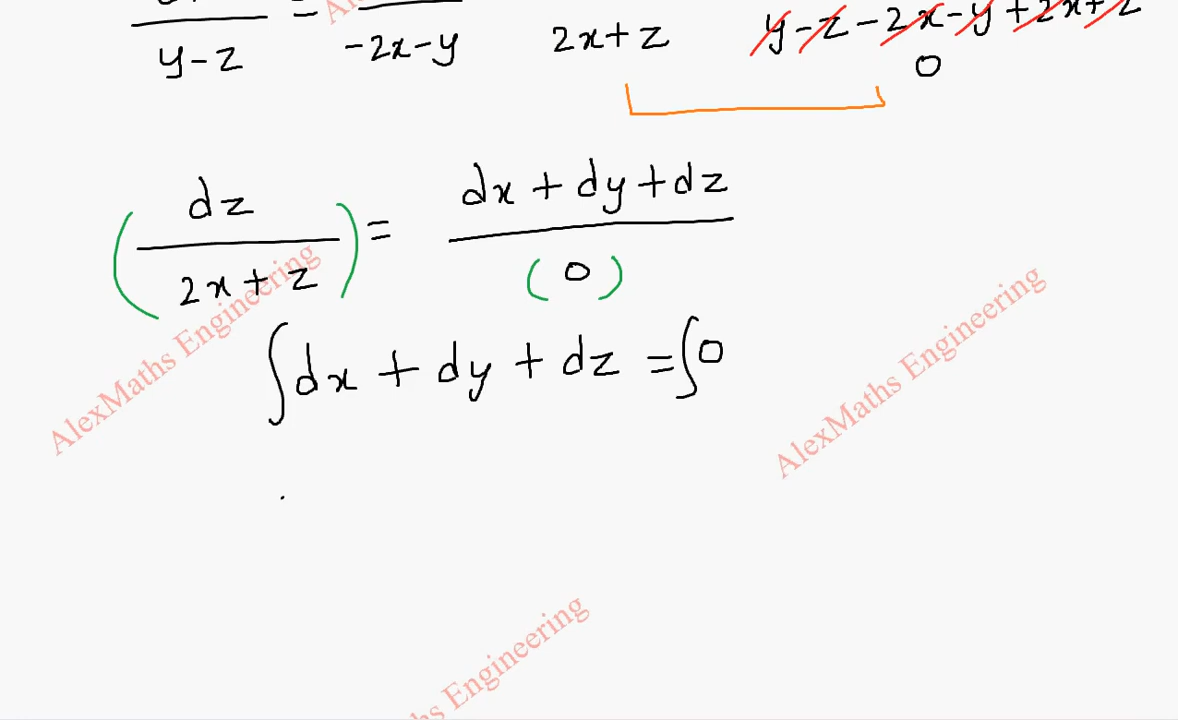 y-z = -2x-y 2x+z y-z-2x-y+2x+z
0
(dz / 2x+z) = dx+dy+dz / (0)
∫dx + dy + dz = ∫0
AlexMaths Engineering
AlexMaths Engineering
Engineering